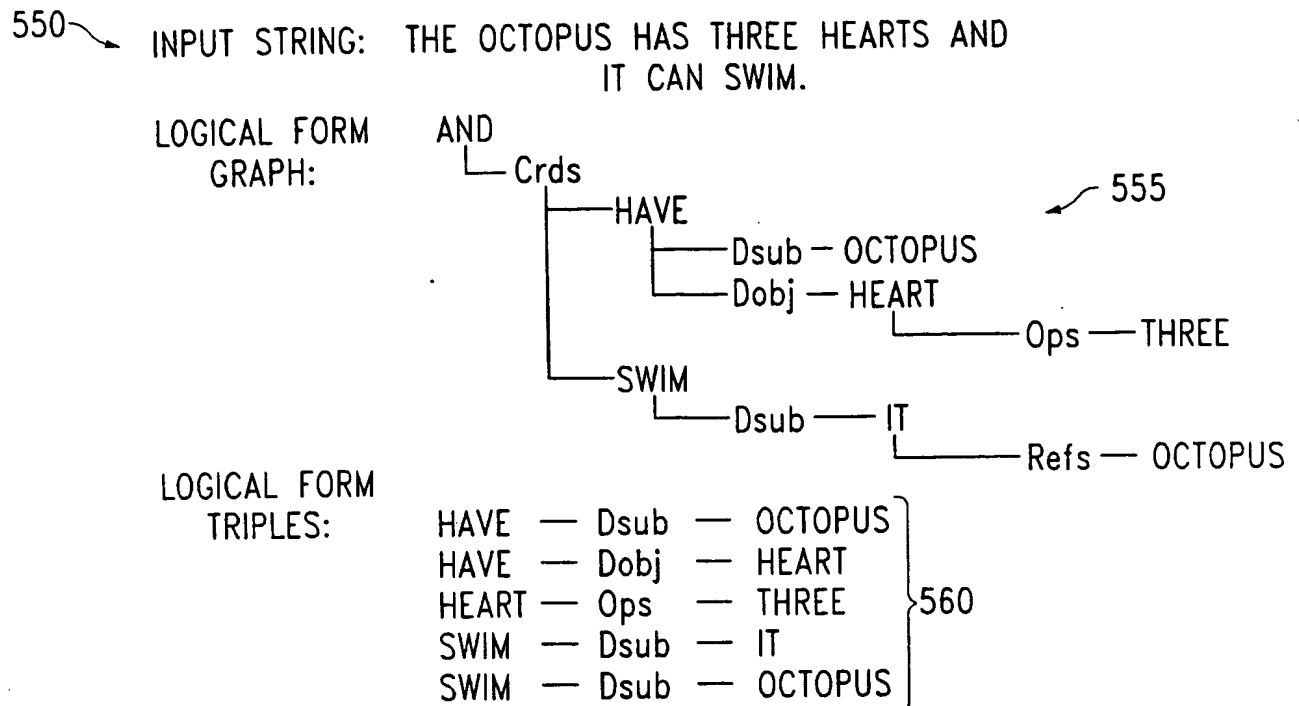 550 INPUT STRING: THE OCTOPUS HAS THREE HEARTS AND
IT CAN SWIM.
LOGICAL FORM AND
GRAPH: Crds
555
HAVE
Dsub — OCTOPUS
Dobj — HEART
Ops — THREE
SWIM
Dsub — IT
Refs — OCTOPUS
LOGICAL FORM
TRIPLES:
HAVE — Dsub — OCTOPUS
HAVE — Dobj — HEART
HEART — Ops — THREE 560
SWIM — Dsub — IT
SWIM — Dsub — OCTOPUS